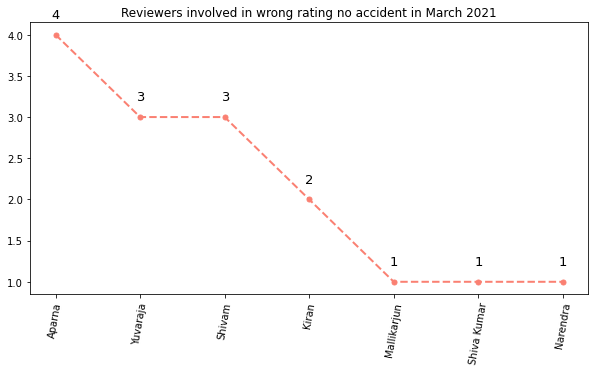 Reviewers involved in wrong rating no accident in March 2021
4
3
3
2
1
1
1
4.0
3.5
3.0
2.5
2.0
1.5
1.0
Aparna
Yuvaraja
Shivam
Kiran
Mallikarjun
Shiva Kumar
Narendra